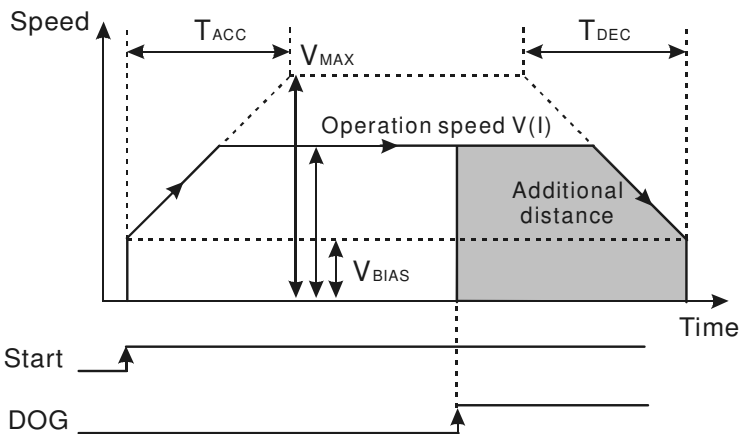 Speed
TACC
VMAX
TDEC
Operation speed V(I)
Additional
distance
VBIAS
Time
Start
DOG